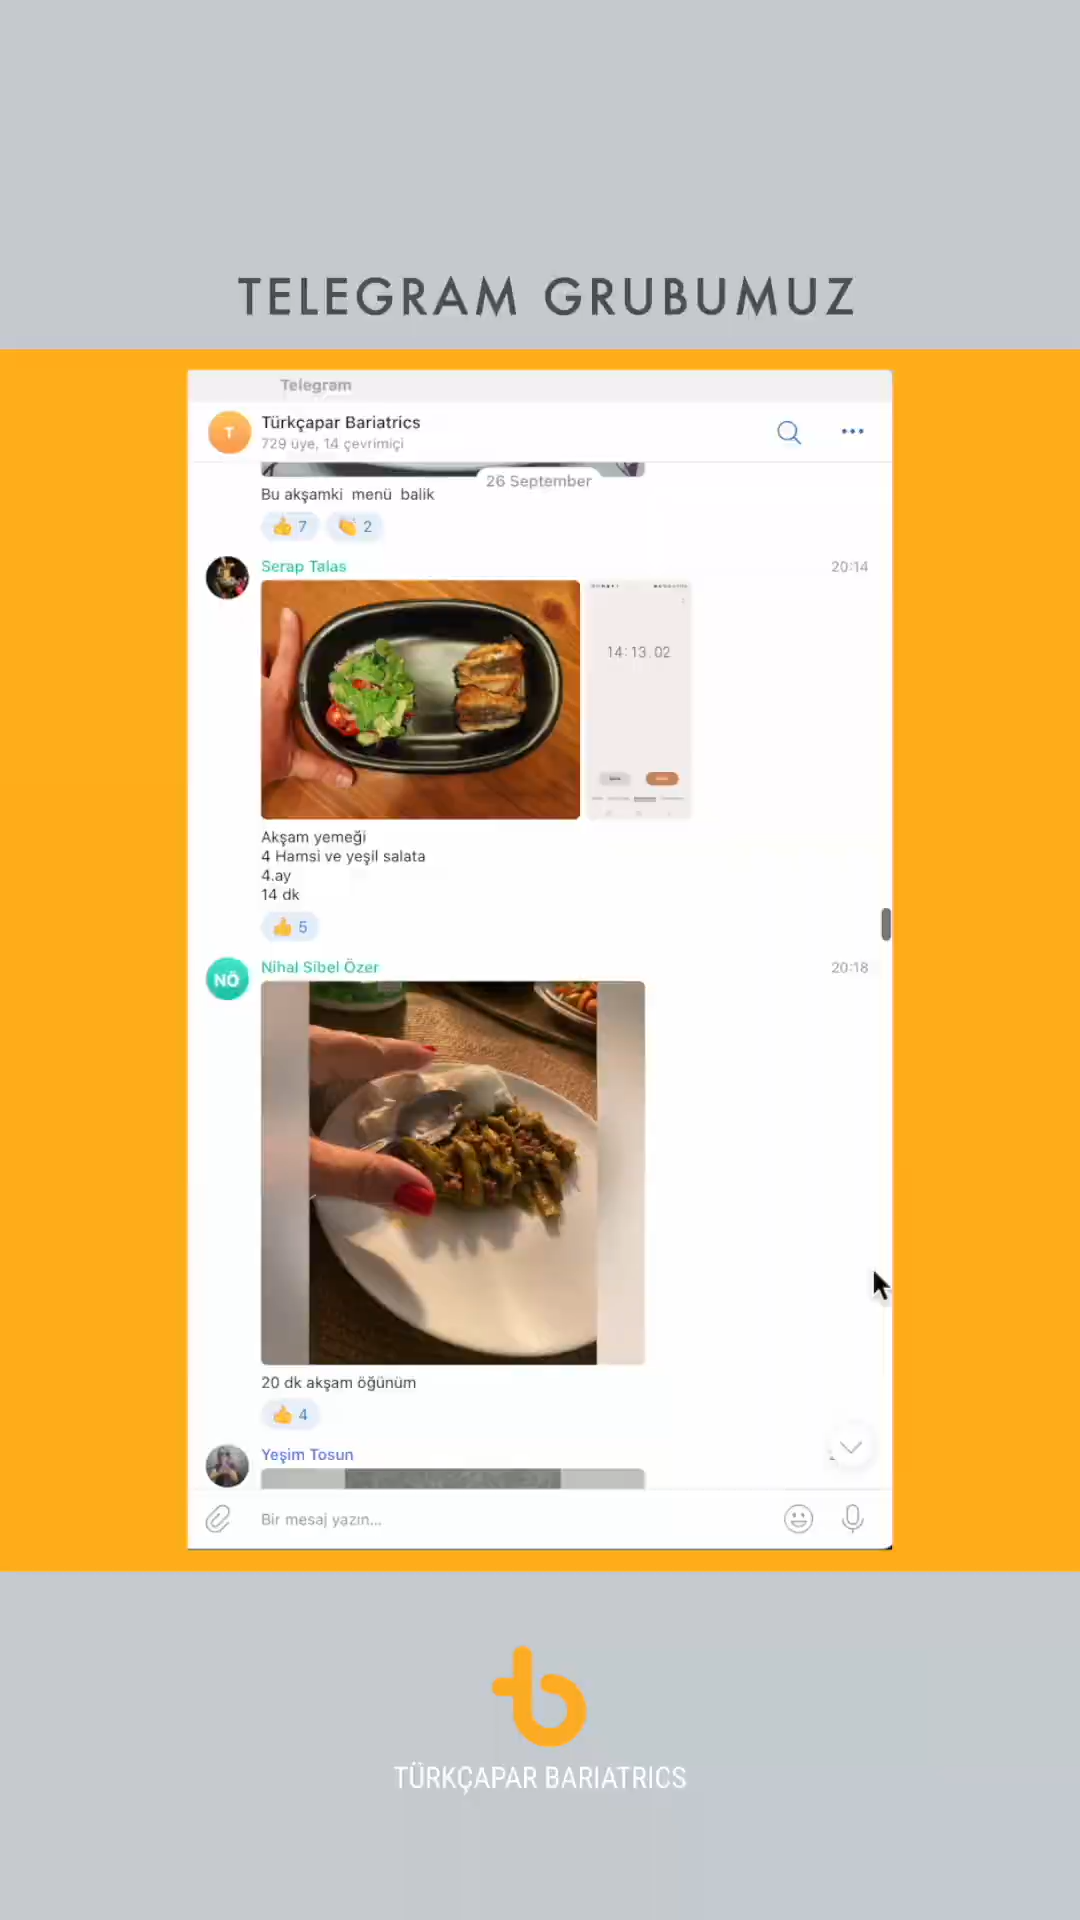 TELEGRAM GRUBUMUZ
Telegram
T
Türkçapar Bariatrics
729 üye, 14 çevrimiçi
26 September
Bu akşamki menü balik
7
2
Serap Talas
20:14
14:13.02
Akşam yemeği
4 Hamsi ve yeşil salata
4.ay
14 dk
5
NÖ
Nihal Sibel Özer
20:18
20 dk akşam öğünüm
4
Yeşim Tosun
Bir mesaj yazın...
TÜRKÇAPAR BARIATRICS